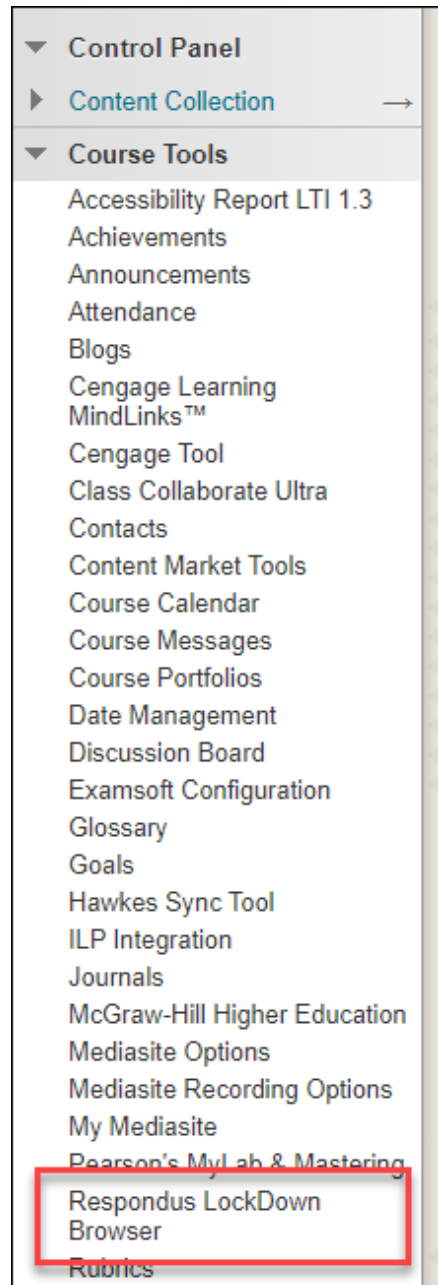 Control Panel
Content Collection →
Course Tools
Accessibility Report LTI 1.3
Achievements
Announcements
Attendance
Blogs
Cengage Learning
MindLinks™
Cengage Tool
Class Collaborate Ultra
Contacts
Content Market Tools
Course Calendar
Course Messages
Course Portfolios
Date Management
Discussion Board
Examsoft Configuration
Glossary
Goals
Hawkes Sync Tool
ILP Integration
Journals
McGraw-Hill Higher Education
Mediasite Options
Mediasite Recording Options
My Mediasite
Pearson's MyLab & Mastering
Respondus LockDown
Browser
Rubrics